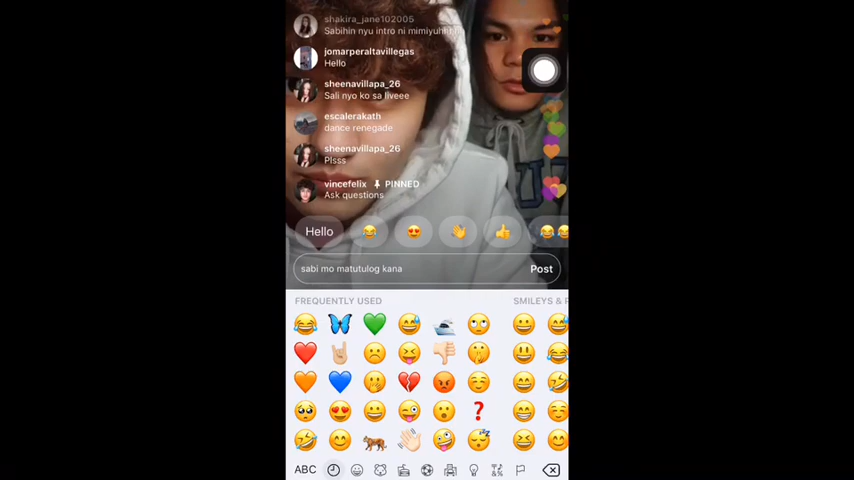 shakira_jane102005
Sabihin nyu intro ni mimiyuhh
jomarperaltavillegas
Hello
sheenavillapa_26
Sali nyo ko sa liveee
escalerakath
dance renegade
sheenavillapa_26
Plsss
vincefelix PINNED
Ask questions
Hello
sabi mo matutulog kana
Post
FREQUENTLY USED
SMILEYS &
ABC